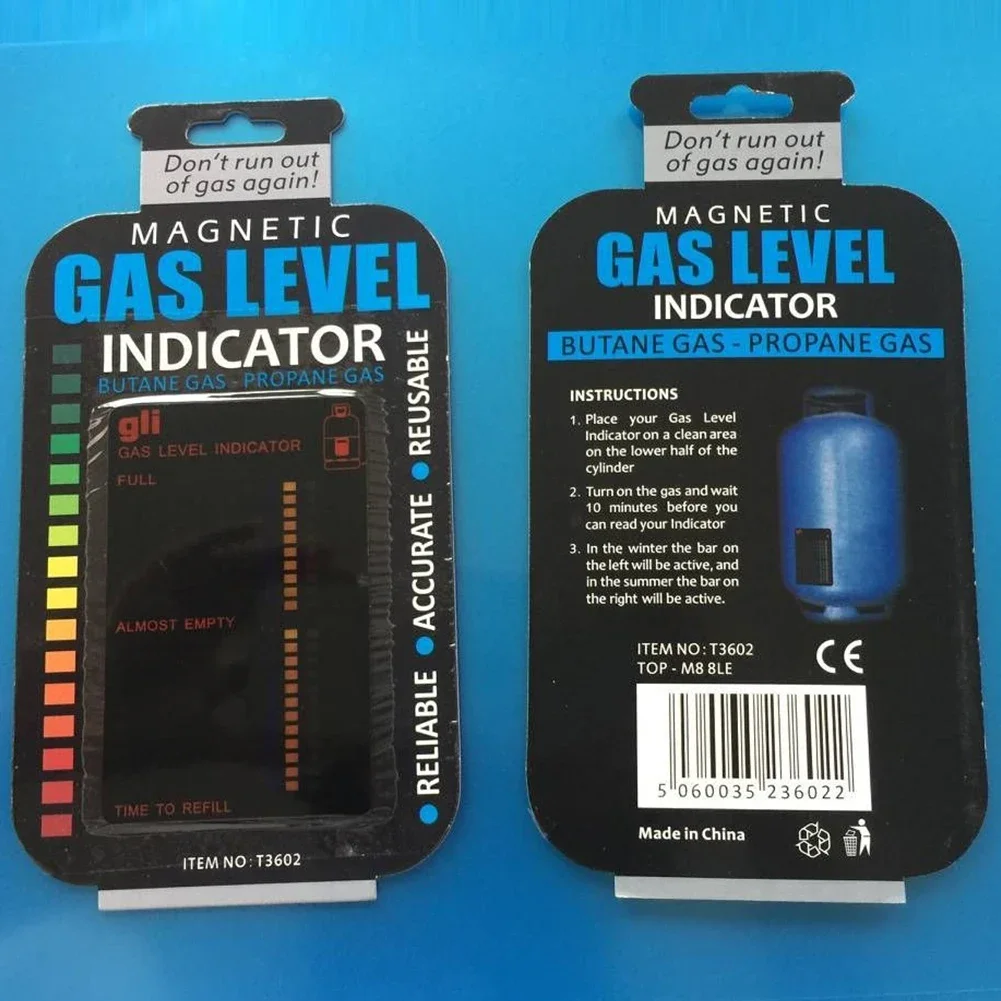 Don't run out
of gas again!
MAGNETIC
GAS LEVEL
INDICATOR
BUTANE GAS - PROPANE GAS
gli
GAS LEVEL INDICATOR
FULL
ALMOST EMPTY
TIME TO REFILL
• RELIABLE • ACCURATE • REUSABLE
ITEM NO: T3602
Don't run out
of gas again!
MAGNETIC
GAS LEVEL
INDICATOR
BUTANE GAS - PROPANE GAS
INSTRUCTIONS
1. Place your Gas Level
Indicator on a clean area
on the lower half of the
cylinder
2. Turn on the gas and wait
10 minutes before you
can read your Indicator
3. In the winter the bar on
the left will be active, and
in the summer the bar on
the right will be active.
ITEM NO: T3602
TOP - M8 8LE
CE
5 060035 236022
Made in China